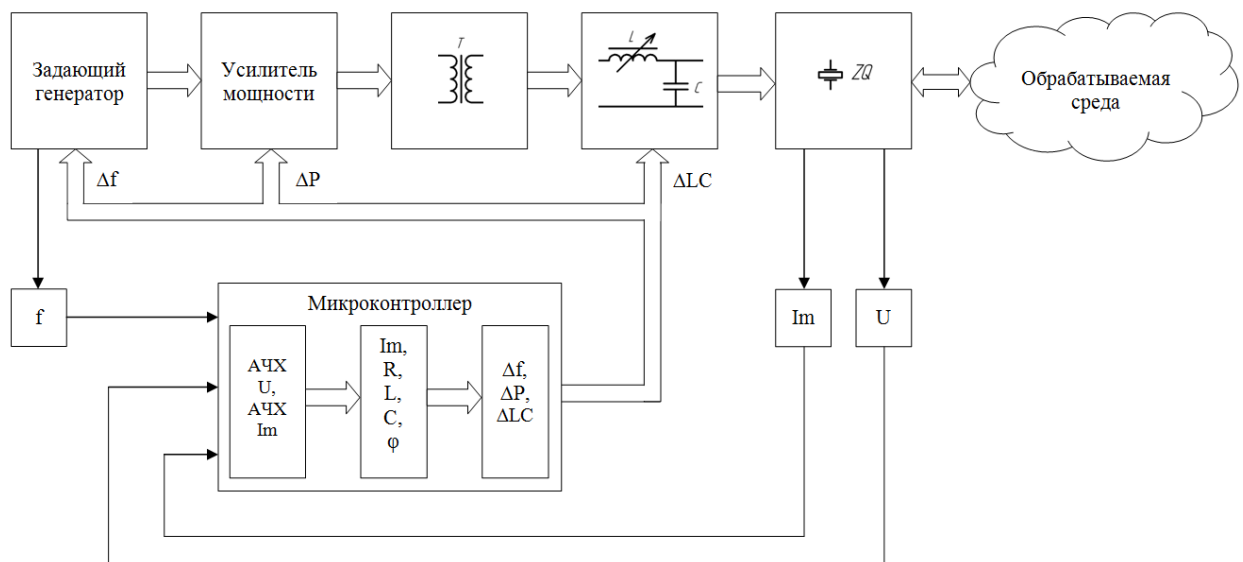 Задающий
генератор
Усилитель
мощности
T
L
C
ZQ
Обрабатываемая
среда
Δf
ΔP
ΔLC
f
Микроконтроллер
АЧХ
U,
АЧХ
Im
Im,
R,
L,
C,
φ
Δf,
ΔP,
ΔLC
Im
U